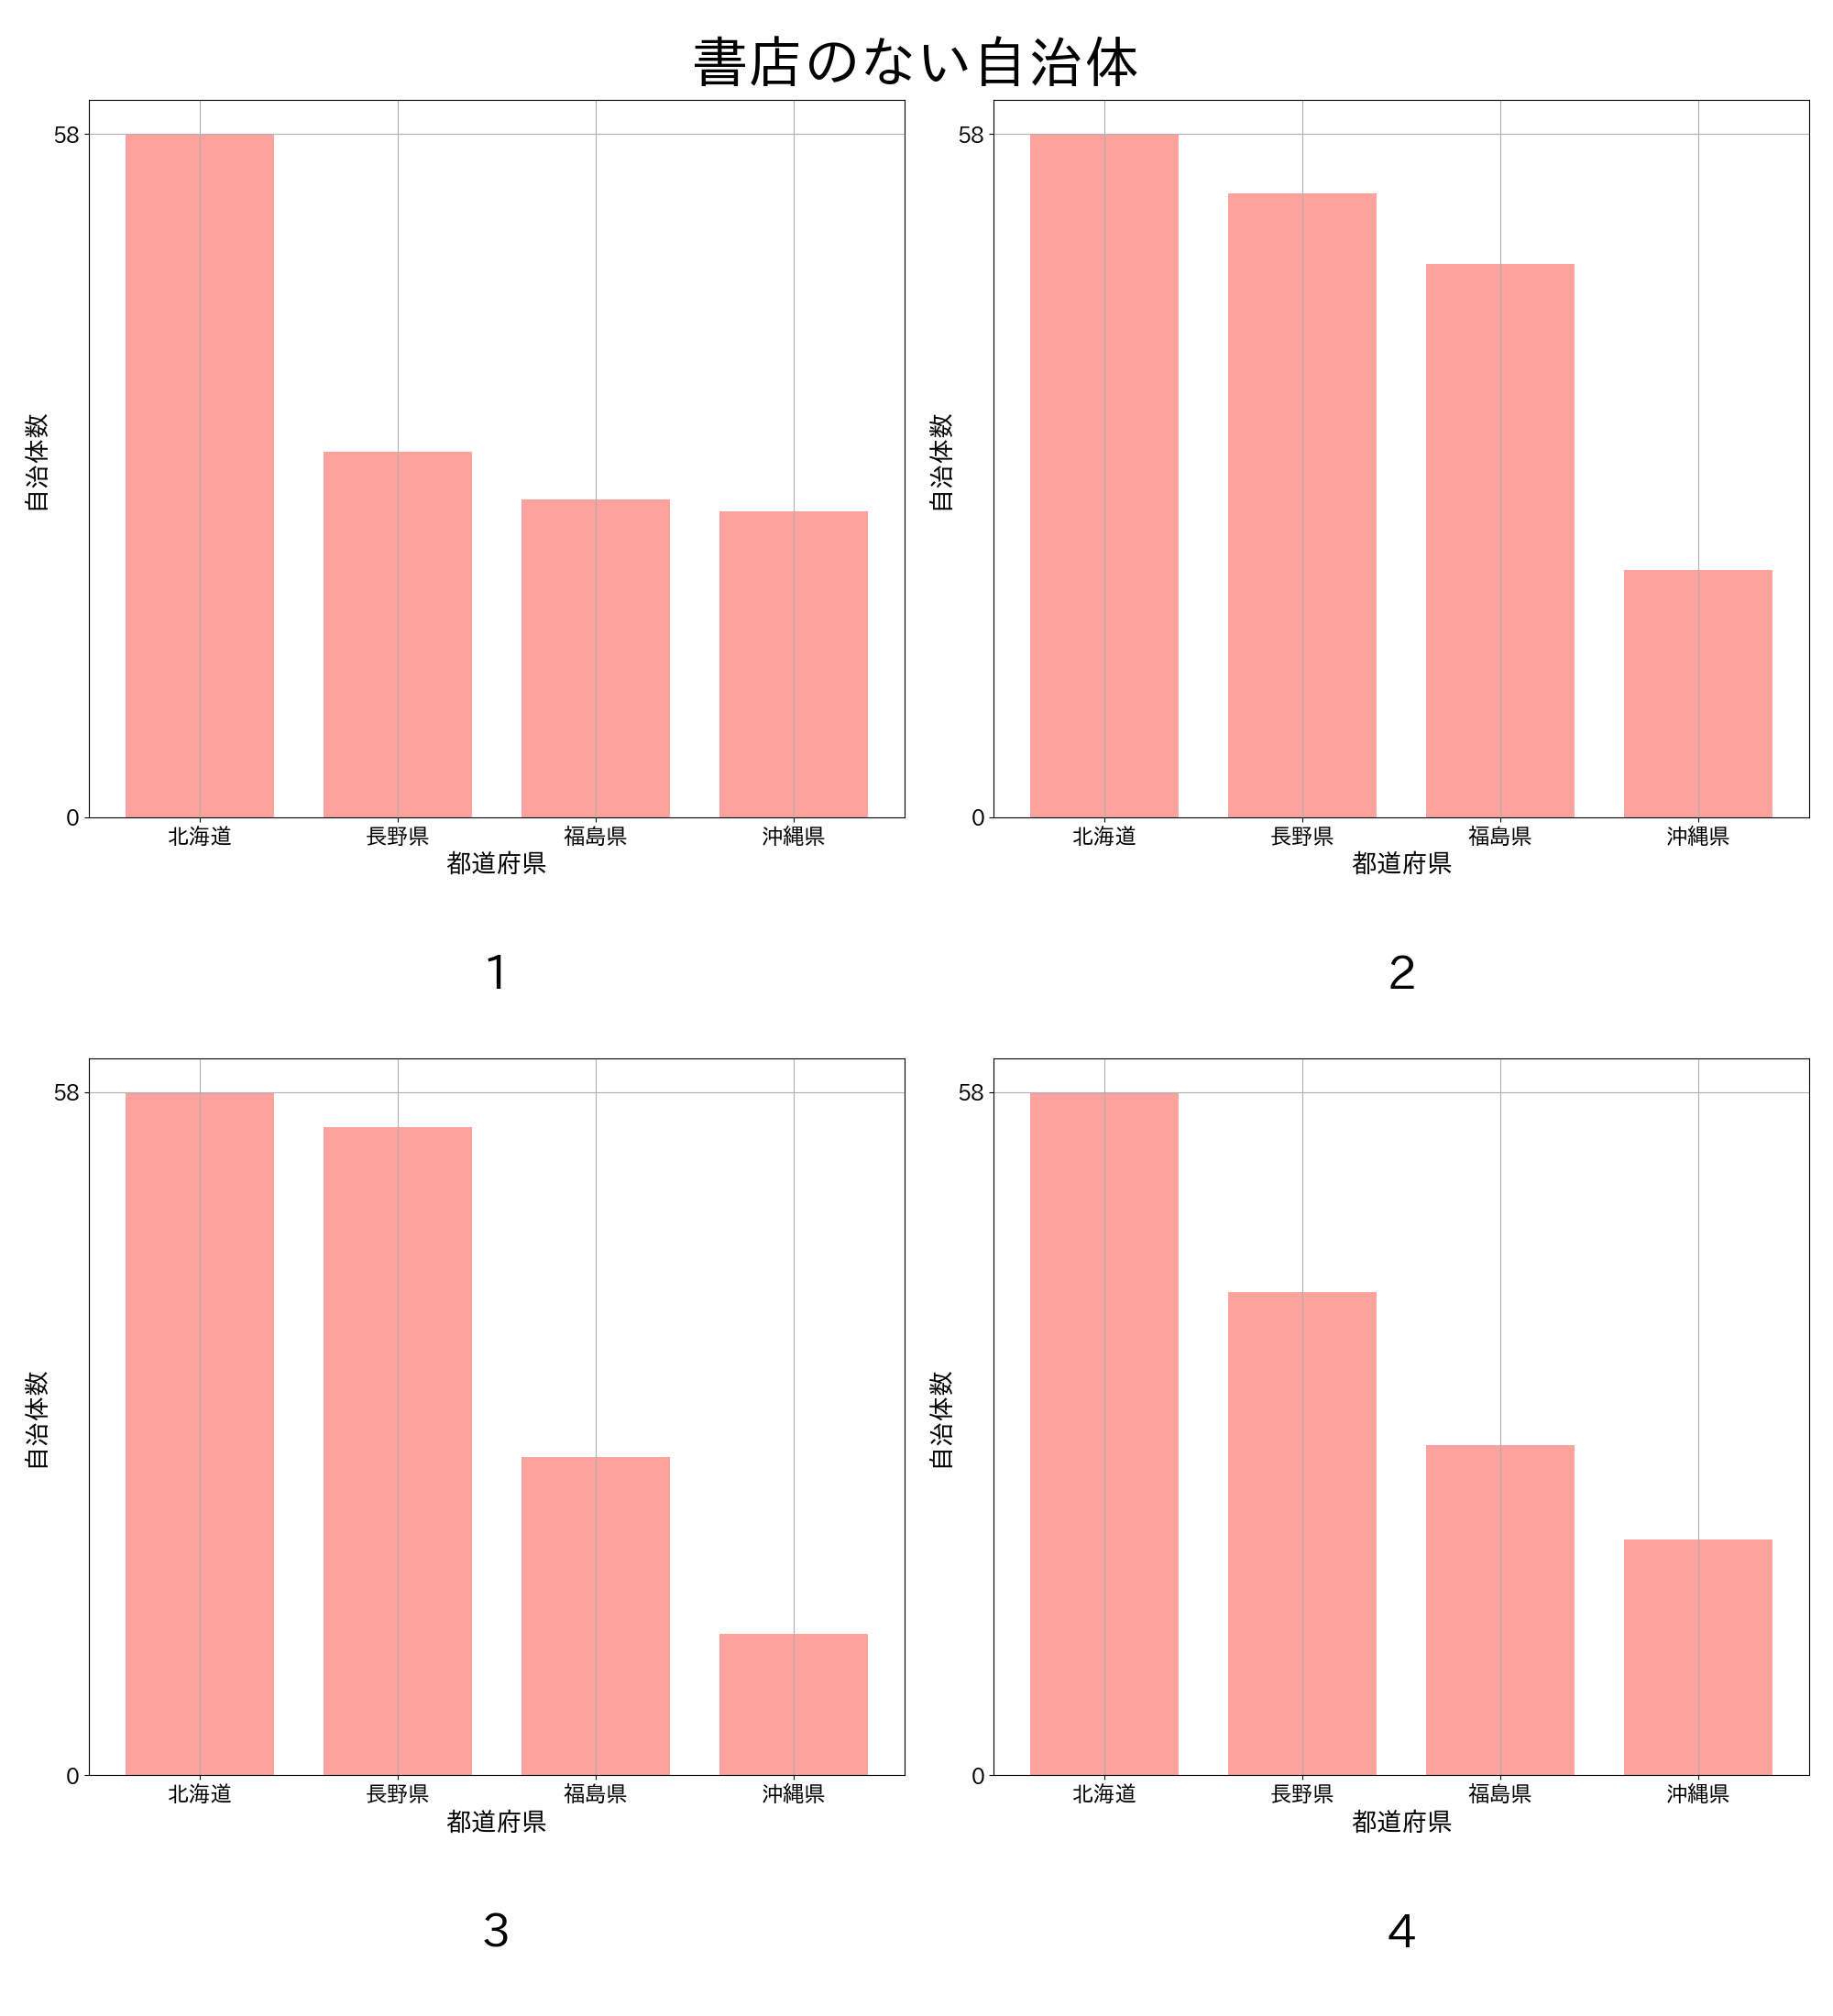 書店のない自治体
58
0
自治体数
北海道 長野県 福島県 沖縄県
都道府県
1
58
0
自治体数
北海道 長野県 福島県 沖縄県
都道府県
2
58
0
自治体数
北海道 長野県 福島県 沖縄県
都道府県
3
58
0
自治体数
北海道 長野県 福島県 沖縄県
都道府県
4